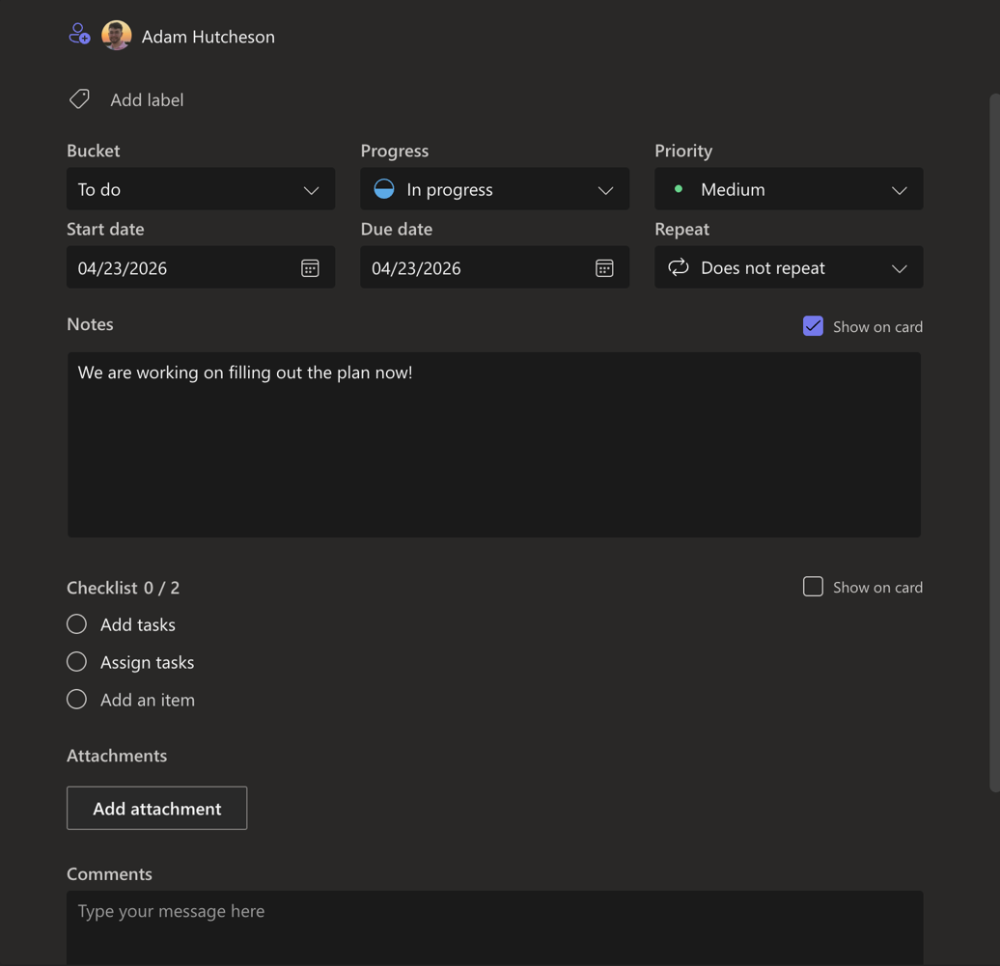 Adam Hutcheson
Add label
Bucket
Progress
Priority
To do
In progress
Medium
Start date
Due date
Repeat
04/23/2026
04/23/2026
Does not repeat
Notes
Show on card
We are working on filling out the plan now!
Checklist 0 / 2
Show on card
Add tasks
Assign tasks
Add an item
Attachments
Add attachment
Comments
Type your message here